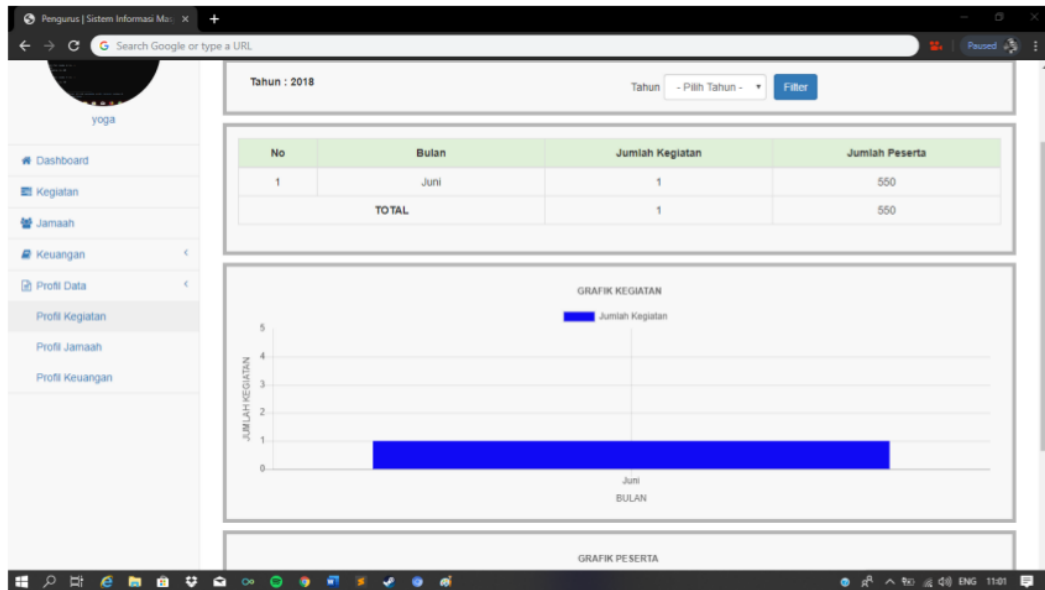 Pengurus | Sistem Informasi Mas
Search Google or type a URL
Paused
yoga
Dashboard
Kegiatan
Jamaah
Keuangan
Profil Data
Profil Kegiatan
Profil Jamaah
Profil Keuangan
Tahun : 2018
Tahun - Pilih Tahun - Filter
No Bulan Jumlah Kegiatan Jumlah Peserta
1 Juni 1 550
TOTAL 1 550
GRAFIK KEGIATAN
Jumlah Kegiatan
JUMLAH KEGIATAN
5
4
3
2
1
0
Juni
BULAN
GRAFIK PESERTA
ENG 11:01